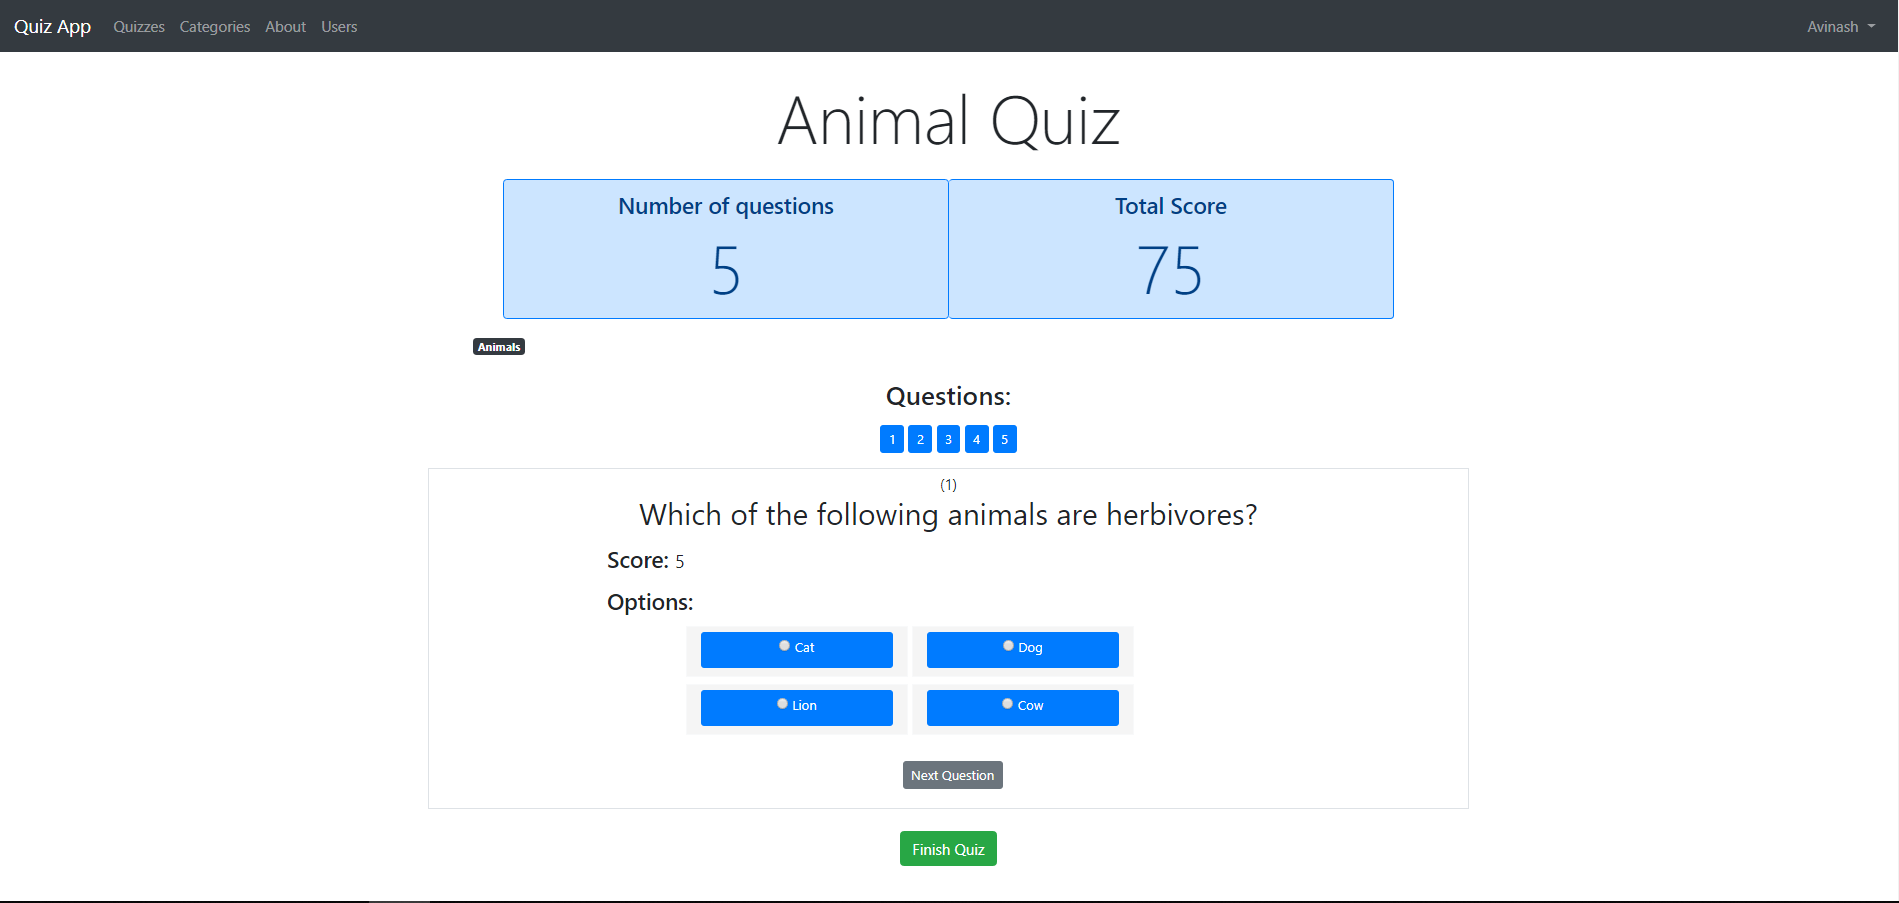 Quiz App Quizzes Categories About Users Avinash
Animal Quiz
Number of questions
5
Total Score
75
Animals
Questions:
1 2 3 4 5
(1)
Which of the following animals are herbivores?
Score: 5
Options:
Cat Dog
Lion Cow
Next Question
Finish Quiz